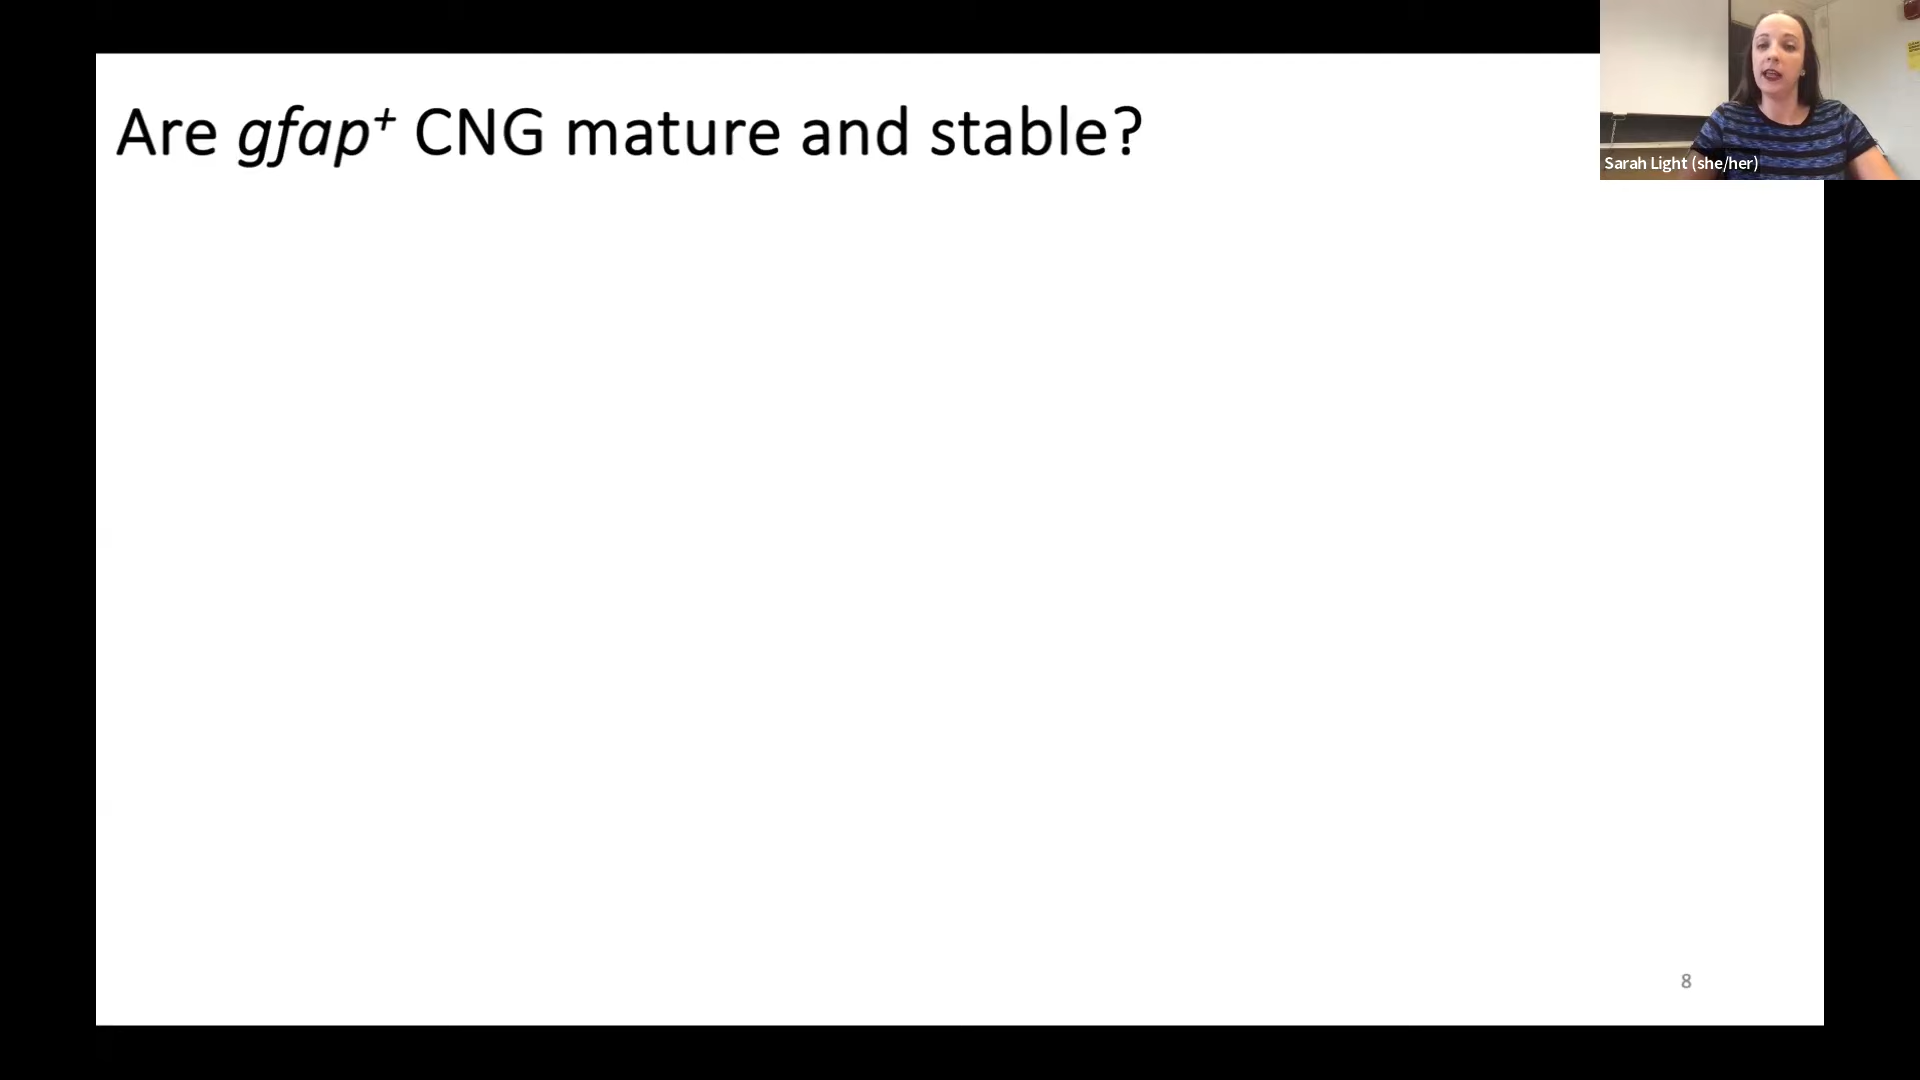 Are gfap⁺ CNG mature and stable?
Sarah Light (she/her)
8